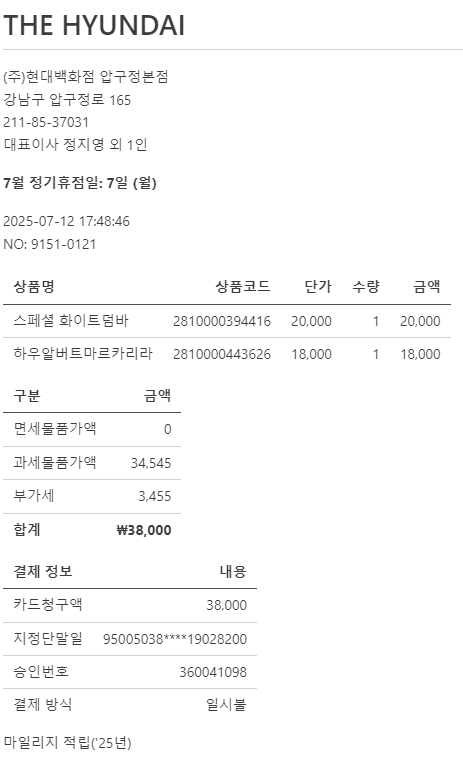 THE HYUNDAI
(주)현대백화점 압구정본점
강남구 압구정로 165
211-85-37031
대표이사 정지영 외 1인
7월 정기휴점일: 7일 (월)
2025-07-12 17:48:46
NO: 9151-0121
상품명 상품코드 단가 수량 금액
스페셜 화이트덤바 2810000394416 20,000 1 20,000
하우알버트마르카리라 2810000443626 18,000 1 18,000
구분 금액
면세물품가액 0
과세물품가액 34,545
부가세 3,455
합계 ₩38,000
결제 정보 내용
카드청구액 38,000
지정단말일 95005038****19028200
승인번호 360041098
결제 방식 일시불
마일리지 적립('25년)